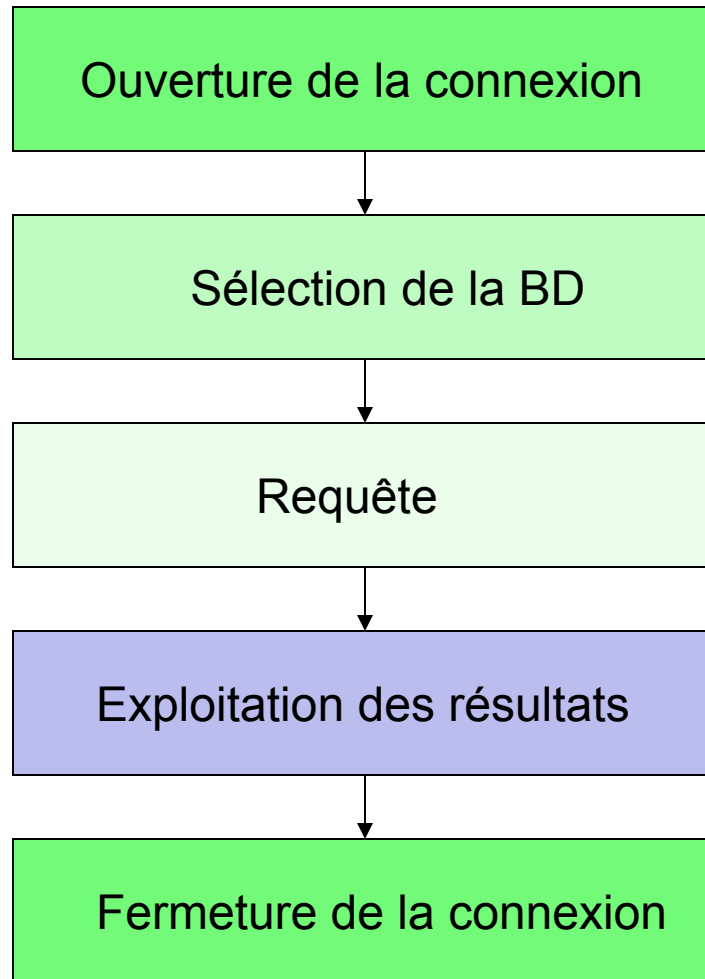 Ouverture de la connexion
Sélection de la BD
Requête
Exploitation des résultats
Fermeture de la connexion